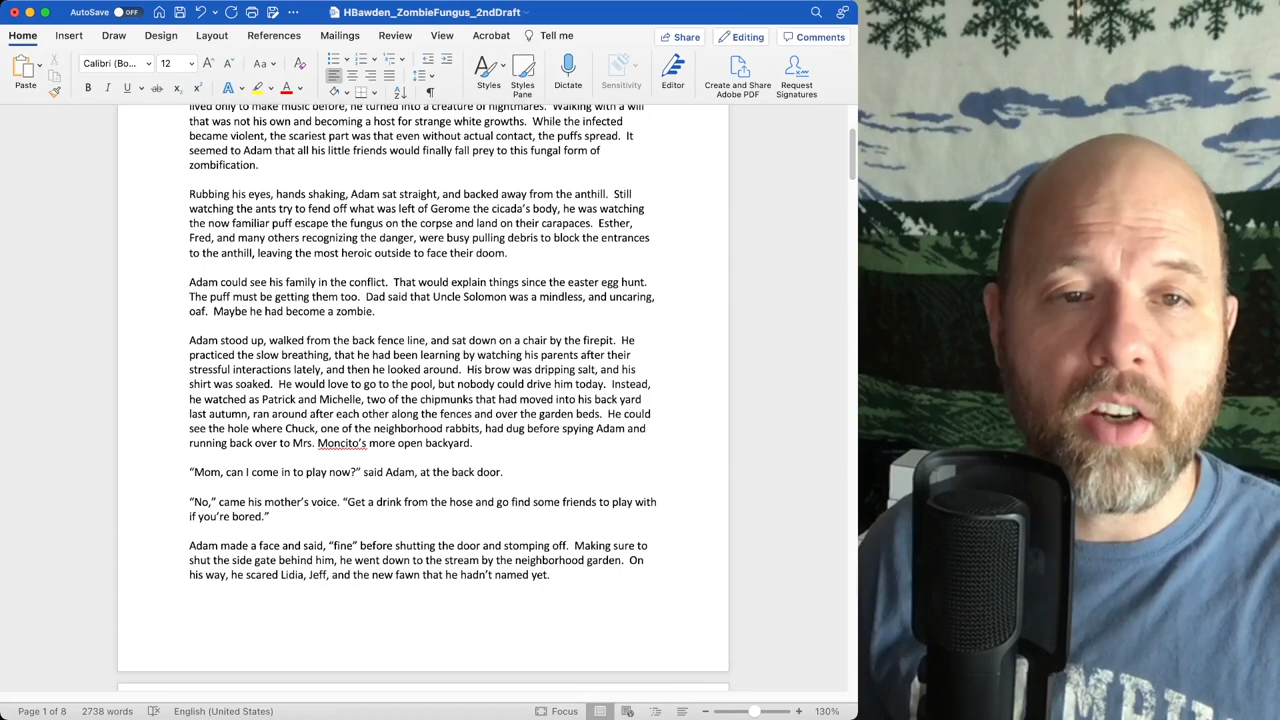 AutoSave OFF
HBawden_ZombieFungus_2ndDraft
Home Insert Draw Design Layout References Mailings Review View Acrobat Tell me
Share Editing Comments
Paste
Calibri (Bo... 12
Styles
Styles Pane
Dictate
Sensitivity
Editor
Create and Share Adobe PDF
Request Signatures
lived only to make music before, he turned into a creature of nightmares. Walking with a will
that was not his own and becoming a host for strange white growths. While the infected
became violent, the scariest part was that even without actual contact, the puffs spread. It
seemed to Adam that all his little friends would finally fall prey to this fungal form of
zombification.
Rubbing his eyes, hands shaking, Adam sat straight, and backed away from the anthill. Still
watching the ants try to fend off what was left of Gerome the cicada's body, he was watching
the now familiar puff escape the fungus on the corpse and land on their carapaces. Esther,
Fred, and many others recognizing the danger, were busy pulling debris to block the entrances
to the anthill, leaving the most heroic outside to face their doom.
Adam could see his family in the conflict. That would explain things since the easter egg hunt.
The puff must be getting them too. Dad said that Uncle Solomon was a mindless, and uncaring,
oaf. Maybe he had become a zombie.
Adam stood up, walked from the back fence line, and sat down on a chair by the firepit. He
practiced the slow breathing, that he had been learning by watching his parents after their
stressful interactions lately, and then he looked around. His brow was dripping salt, and his
shirt was soaked. He would love to go to the pool, but nobody could drive him today. Instead,
he watched as Patrick and Michelle, two of the chipmunks that had moved into his back yard
last autumn, ran around after each other along the fences and over the garden beds. He could
see the hole where Chuck, one of the neighborhood rabbits, had dug before spying Adam and
running back over to Mrs. Moncito's more open backyard.
“Mom, can I come in to play now?” said Adam, at the back door.
“No,” came his mother's voice. “Get a drink from the hose and go find some friends to play with
if you're bored.”
Adam made a face and said, “fine” before shutting the door and stomping off. Making sure to
shut the side gate behind him, he went down to the stream by the neighborhood garden. On
his way, he scared Lidia, Jeff, and the new fawn that he hadn't named yet.
Page 1 of 8 2738 words English (United States) Focus 130%